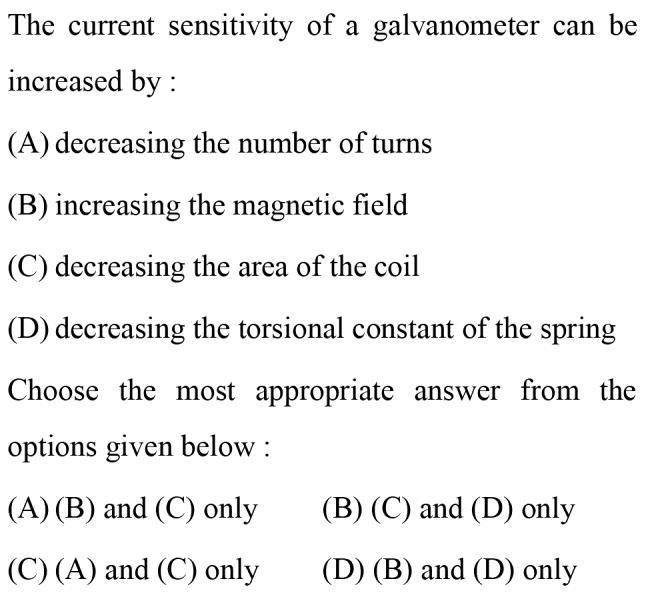 The current sensitivity of a galvanometer can be
increased by :
(A) decreasing the number of turns
(B) increasing the magnetic field
(C) decreasing the area of the coil
(D) decreasing the torsional constant of the spring
Choose the most appropriate answer from the
options given below :
(A) (B) and (C) only (B) (C) and (D) only
(C) (A) and (C) only (D) (B) and (D) only